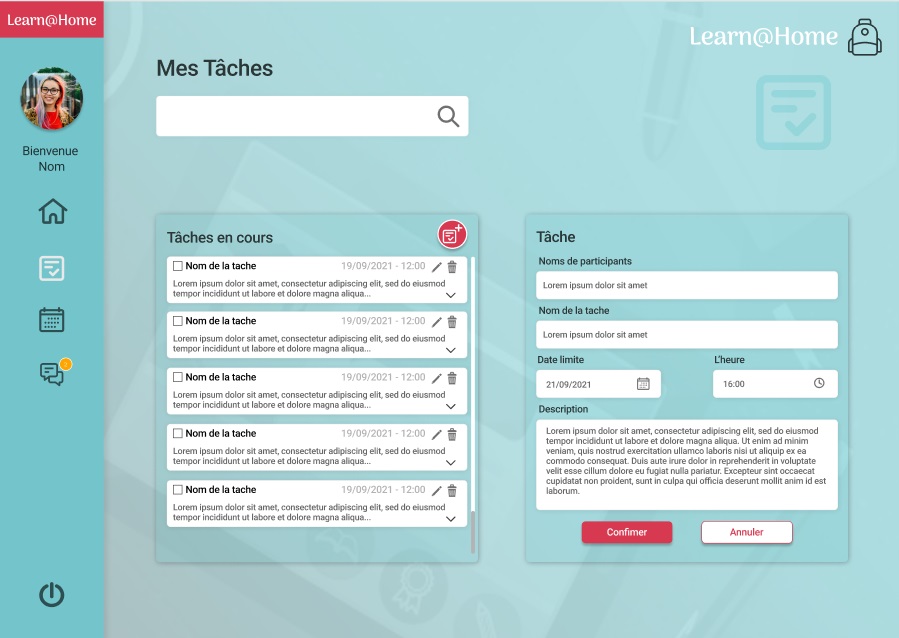 Learn@Home
Learn@Home
Bienvenue
Nom
Mes Tâches
Tâches en cours
Nom de la tache 19/09/2021 - 12:00
Lorem ipsum dolor sit amet, consectetur adipiscing elit, sed do eiusmod
tempor incididunt ut labore et dolore magna aliqua...
Nom de la tache 19/09/2021 - 12:00
Lorem ipsum dolor sit amet, consectetur adipiscing elit, sed do eiusmod
tempor incididunt ut labore et dolore magna aliqua...
Nom de la tache 19/09/2021 - 12:00
Lorem ipsum dolor sit amet, consectetur adipiscing elit, sed do eiusmod
tempor incididunt ut labore et dolore magna aliqua...
Nom de la tache 19/09/2021 - 12:00
Lorem ipsum dolor sit amet, consectetur adipiscing elit, sed do eiusmod
tempor incididunt ut labore et dolore magna aliqua...
Nom de la tache 19/09/2021 - 12:00
Lorem ipsum dolor sit amet, consectetur adipiscing elit, sed do eiusmod
tempor incididunt ut labore et dolore magna aliqua...
Tâche
Noms de participants
Lorem ipsum dolor sit amet
Nom de la tache
Lorem ipsum dolor sit amet
Date limite L'heure
21/09/2021 16:00
Description
Lorem ipsum dolor sit amet, consectetur adipiscing elit, sed do eiusmod
tempor incididunt ut labore et dolore magna aliqua. Ut enim ad minim
veniam, quis nostrud exercitation ullamco laboris nisi ut aliquip ex ea
commodo consequat. Duis aute irure dolor in reprehenderit in voluptate
velit esse cillum dolore eu fugiat nulla pariatur. Excepteur sint occaecat
cupidatat non proident, sunt in culpa qui officia deserunt mollit anim id est
laborum.
Confimer Annuler